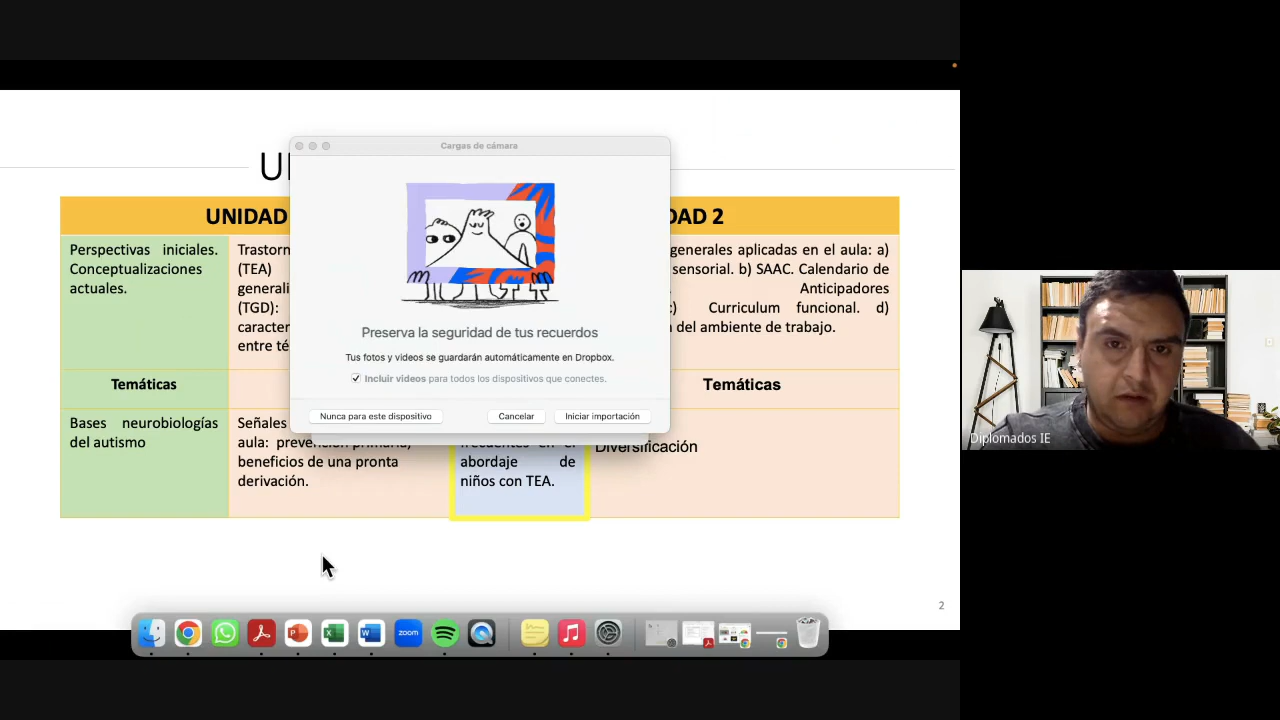 Cargas de cámara
Preserva la seguridad de tus recuerdos
Tus fotos y videos se guardarán automáticamente en Dropbox.
Incluir videos para todos los dispositivos que conectes.
Nunca para este dispositivo
Cancelar
Iniciar importación
UNIDAD
DAD 2
Perspectivas iniciales.
Conceptualizaciones
actuales.
(TEA)
(TGD):
entre
generales aplicadas en el aula: a)
sensorial. b) SAAC. Calendario de
Anticipadores
Curriculum funcional. d)
del ambiente de trabajo.
Temáticas
Temáticas
Bases neurobiologías
del autismo
Señales
aula: prevención primaria,
beneficios de una pronta
derivación.
frecuentes en el
abordaje de
niños con TEA.
Diversificación
2
zoom
Diplomados IE